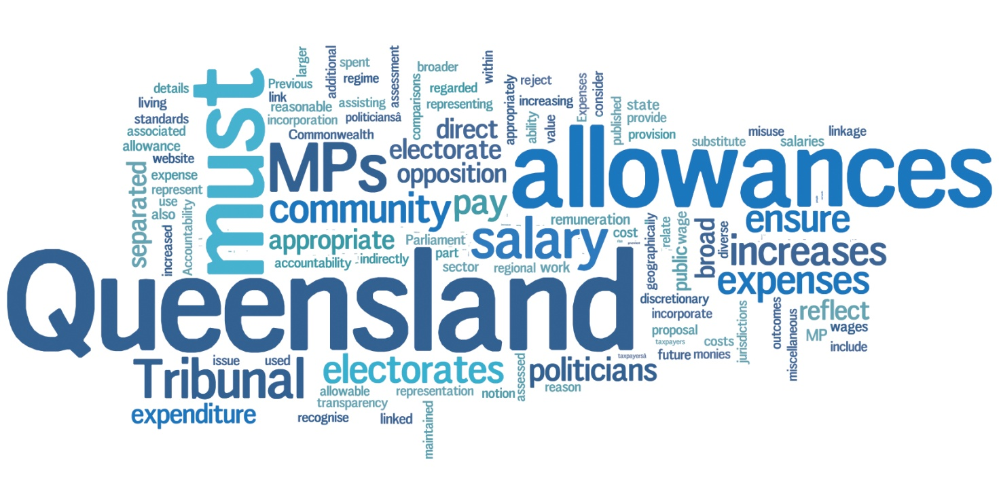 larger
additional
spent
regime
assessment
broader
within
comparisons
regarded
representing
appropriately
reject
increasing
Expenses
consider
ability
value
published
state
provide
provision
details
living
standards
associated
allowance
website
expense
represent
use
also
separated
increased
Accountability
must
Previous
link
reasonable
assisting
incorporation
politiciansâ
Commonwealth
direct
MPs
electorate
opposition
allowances
substitute
misuse
salaries
linkage
community
pay
remuneration
cost
ensure
appropriate
Parliament
part
salary
accountability
indirectly
sector
regional
work
geographically
relate
public
wage
broad
diverse
increases
expenses
Queensland
discretionary
incorporate
proposal
taxpayers
costs
future
monies
jurisdictions
outcomes
miscellaneous
reflect
MP
wages
include
Tribunal
issue
used
electorates
assessed
politicians
taxpayersâ
reason
allowable
representation
notion
transparency
expenditure
recognise
linked
maintained